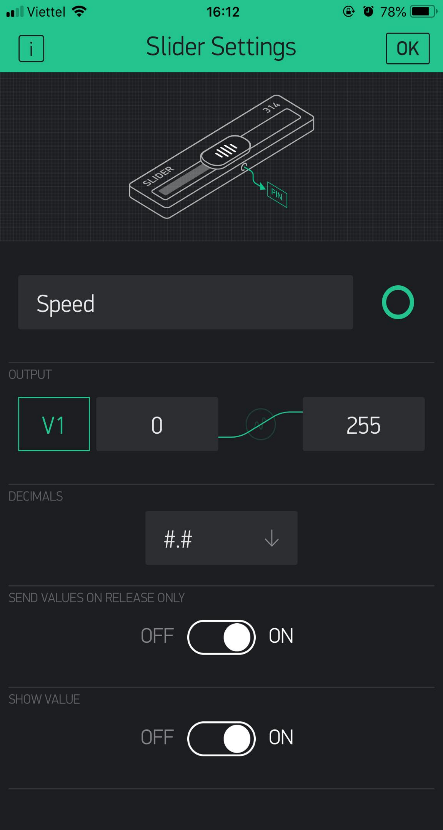 Viettel 16:12 78%
i Slider Settings OK
SLIDER 314
PIN
Speed
OUTPUT
V1 0 255
DECIMALS
#.#
SEND VALUES ON RELEASE ONLY
OFF ON
SHOW VALUE
OFF ON